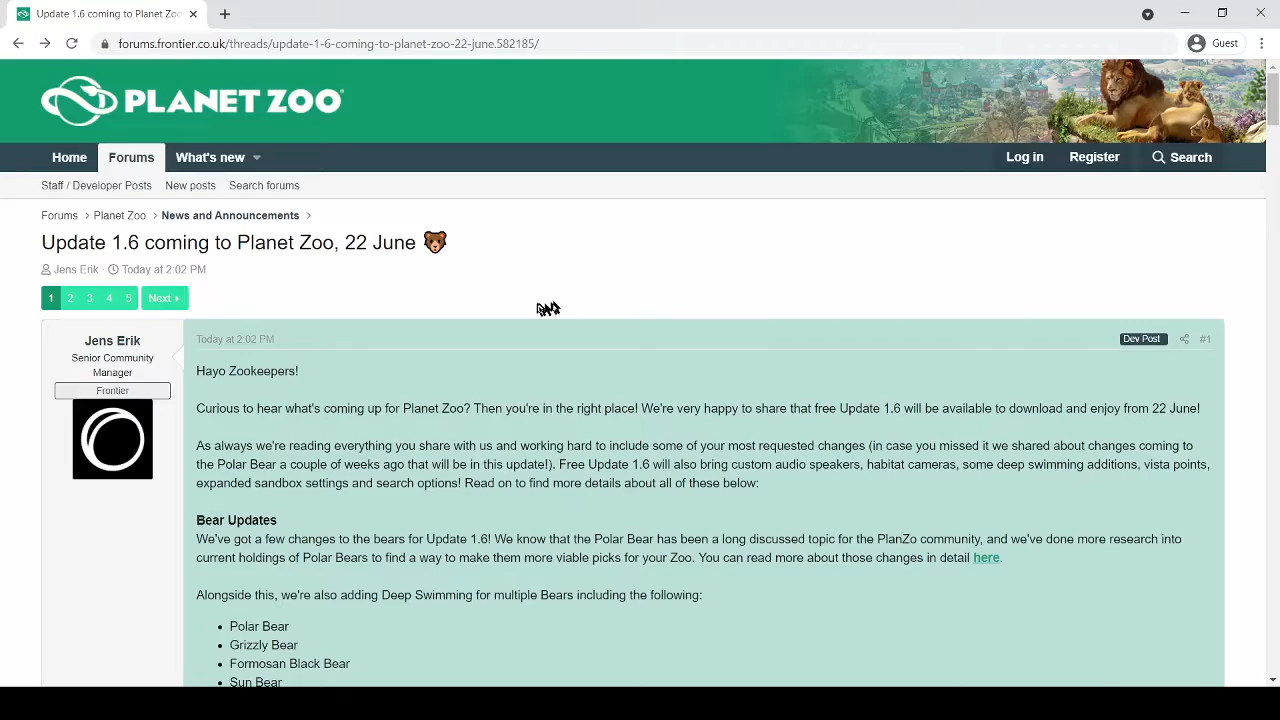 Update 1.6 coming to Planet Zoo
forums.frontier.co.uk/threads/update-1-6-coming-to-planet-zoo-22-june.582185/
Guest
PLANET ZOO
Home Forums What's new Log in Register Search
Staff / Developer Posts New posts Search forums
Forums > Planet Zoo > News and Announcements >
Update 1.6 coming to Planet Zoo, 22 June
Jens Erik · Today at 2:02 PM
1 2 3 4 5 Next
Jens Erik
Senior Community
Manager
Frontier
Today at 2:02 PM Dev Post #1
Hayo Zookeepers!
Curious to hear what's coming up for Planet Zoo? Then you're in the right place! We're very happy to share that free Update 1.6 will be available to download and enjoy from 22 June!
As always we're reading everything you share with us and working hard to include some of your most requested changes (in case you missed it we shared about changes coming to
the Polar Bear a couple of weeks ago that will be in this update!). Free Update 1.6 will also bring custom audio speakers, habitat cameras, some deep swimming additions, vista points,
expanded sandbox settings and search options! Read on to find more details about all of these below:
Bear Updates
We've got a few changes to the bears for Update 1.6! We know that the Polar Bear has been a long discussed topic for the PlanZo community, and we've done more research into
current holdings of Polar Bears to find a way to make them more viable picks for your Zoo. You can read more about those changes in detail here.
Alongside this, we're also adding Deep Swimming for multiple Bears including the following:
• Polar Bear
• Grizzly Bear
• Formosan Black Bear
• Sun Bear